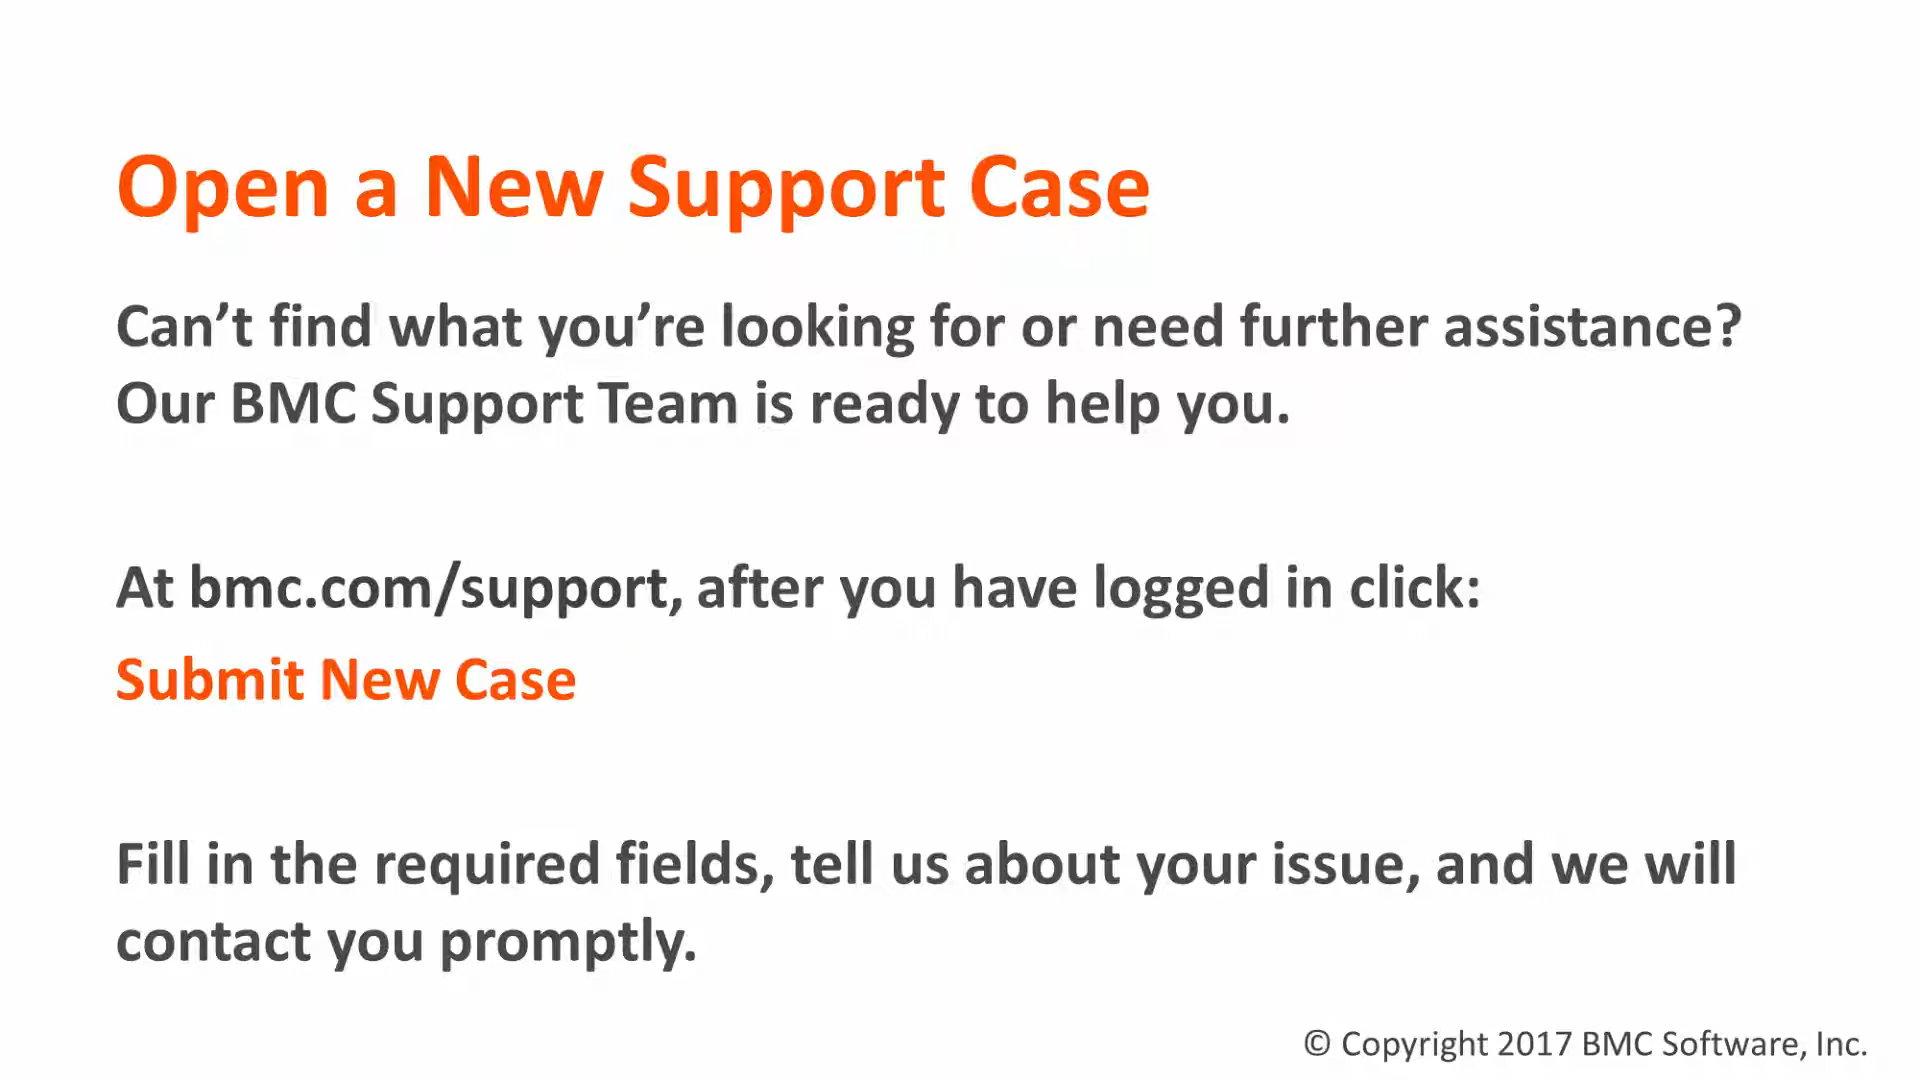 Open a New Support Case
Can’t find what you’re looking for or need further assistance?
Our BMC Support Team is ready to help you.
At bmc.com/support, after you have logged in click:
Submit New Case
Fill in the required fields, tell us about your issue, and we will
contact you promptly.
© Copyright 2017 BMC Software, Inc.